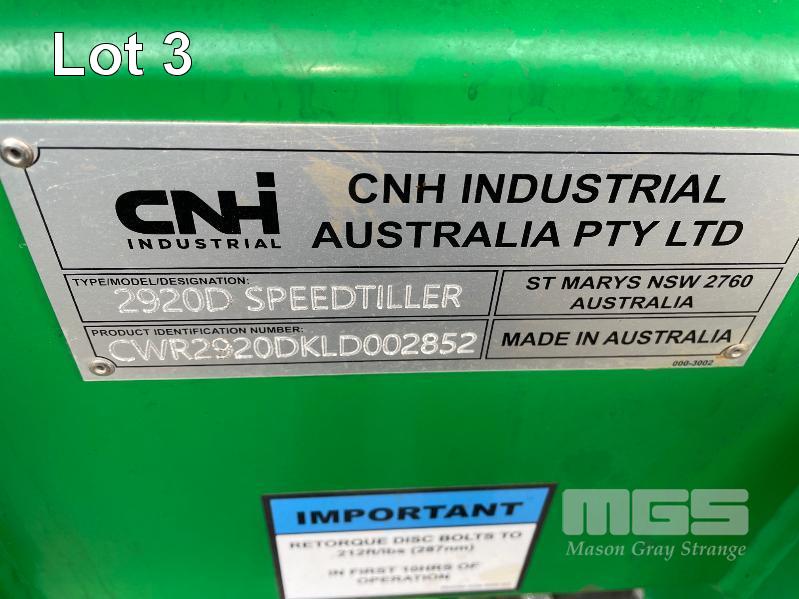 Lot 3
CNH
INDUSTRIAL
CNH INDUSTRIAL
AUSTRALIA PTY LTD
TYPE/MODEL/DESIGNATION:
2920D SPEEDTILLER
ST MARYS NSW 2760
AUSTRALIA
PRODUCT IDENTIFICATION NUMBER:
CWR2920DKLD002852
MADE IN AUSTRALIA
000-3002
IMPORTANT
RETORQUE DISC BOLTS TO
212ft/lbs (287nm)
IN FIRST 10HRS OF
OPERATION
MGS
Mason Gray Strange